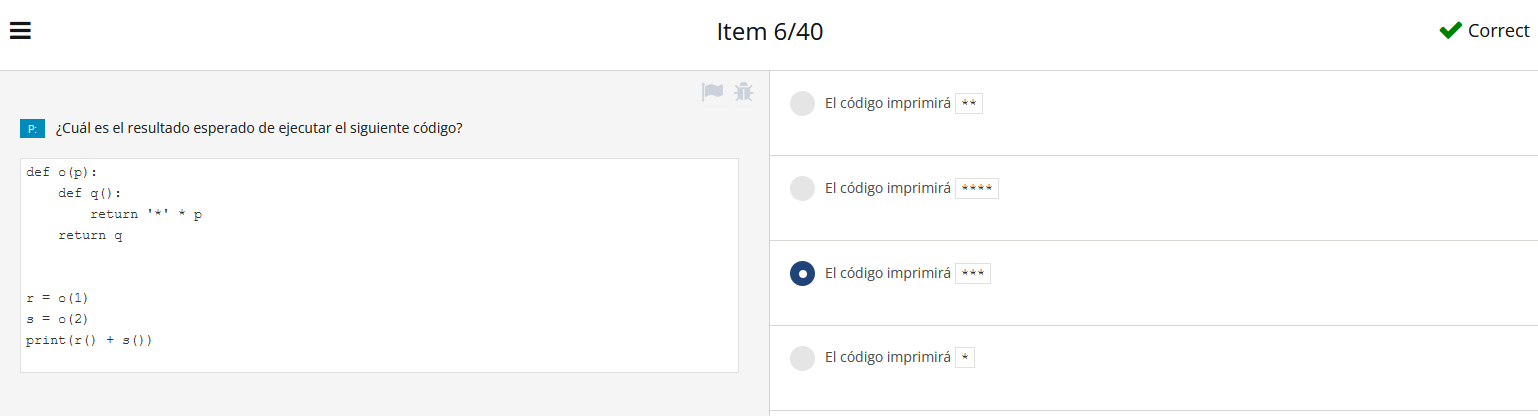 Item 6/40
Correct
P: ¿Cuál es el resultado esperado de ejecutar el siguiente código?
def o(p):
    def q():
        return '*' * p
    return q
r = o(1)
s = o(2)
print(r() + s())
El código imprimirá **
El código imprimirá ****
El código imprimirá ***
El código imprimirá *